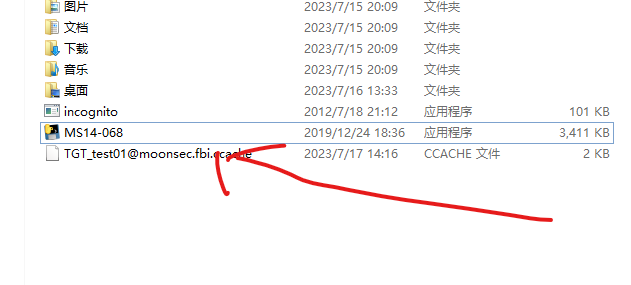 图片 2023/7/15 20:09 文件夹
文档 2023/7/15 20:09 文件夹
下载 2023/7/15 20:09 文件夹
音乐 2023/7/15 20:09 文件夹
桌面 2023/7/16 13:33 文件夹
incognito 2012/7/18 21:12 应用程序 101 KB
MS14-068 2019/12/24 18:36 应用程序 3,411 KB
TGT_test01@moonsec.fbi.ccache 2023/7/17 14:16 CCACHE 文件 2 KB